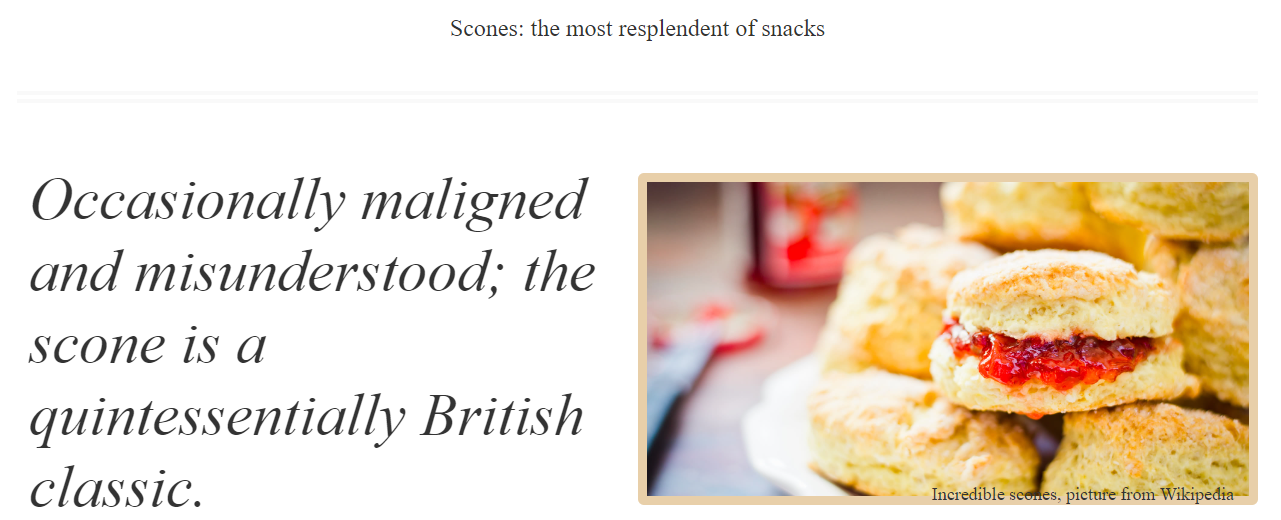 Scones: the most resplendent of snacks
Occasionally maligned
and misunderstood; the
scone is a
quintessentially British
classic.
Incredible scones, picture from Wikipedia